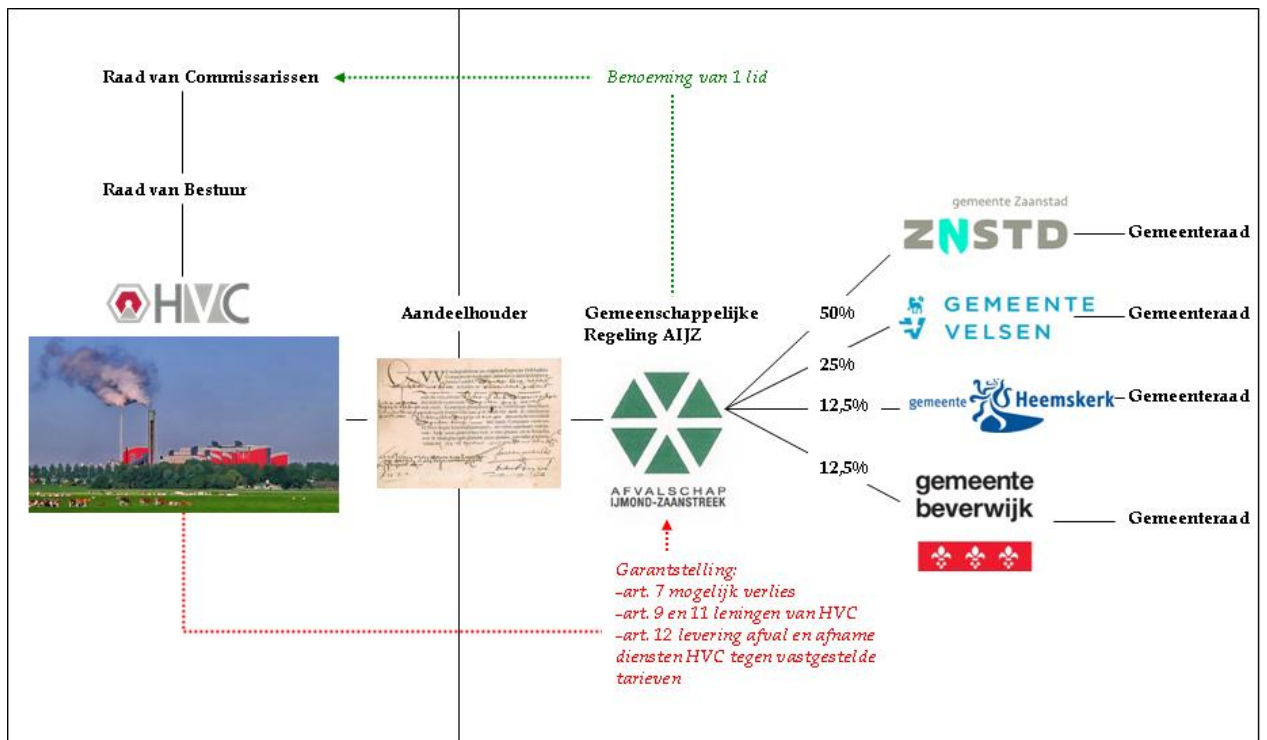 Raad van Commissarissen
Benoeming van 1 lid
Raad van Bestuur
HVC
Aandeelhouder
Gemeenschappelijke
Regeling AIJZ
AFVALSCHAP
IJMOND-ZAANSTREEK
50%
25%
12,5%
12,5%
gemeente Zaanstad
ZNSTD
Gemeenteraad
GEMEENTE
VELSEN
Gemeenteraad
gemeente Heemskerk
Gemeenteraad
gemeente
beverwijk
Gemeenteraad
Garantstelling:
-art. 7 mogelijk verlies
-art. 9 en 11 leningen van HVC
-art. 12 levering afval en afname
diensten HVC tegen vastgestelde
tarieven